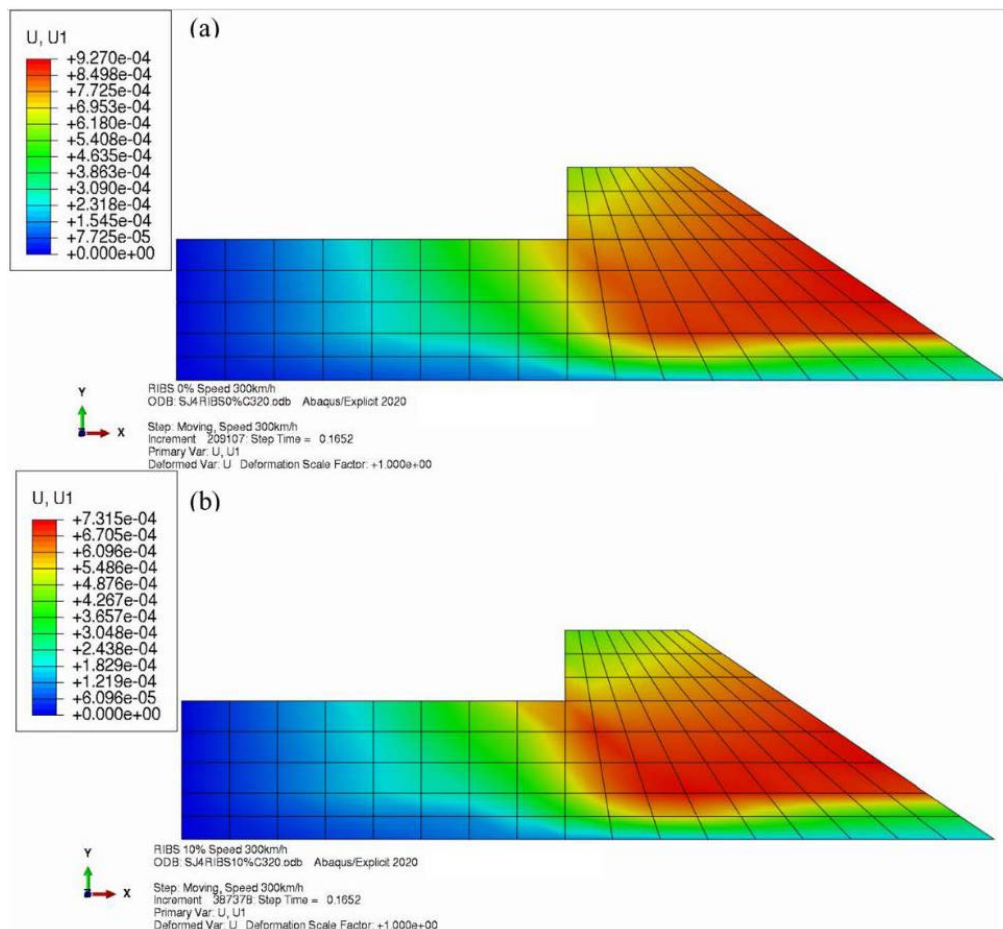 (a)
U, U1
+9.270e-04
+8.498e-04
+7.725e-04
+6.953e-04
+6.180e-04
+5.408e-04
+4.635e-04
+3.863e-04
+3.090e-04
+2.318e-04
+1.545e-04
+7.725e-05
+0.000e+00
Y
X
RIBS 0% Speed 300km/h
ODB: SJ4RIBS0%C320.odb Abaqus/Explicit 2020
Step: Moving, Speed 300km/h
Increment 209107: Step Time = 0.1652
Primary Var: U, U1
Deformed Var: U Deformation Scale Factor: +1.000e+00
(b)
U, U1
+7.315e-04
+6.705e-04
+6.096e-04
+5.486e-04
+4.876e-04
+4.267e-04
+3.657e-04
+3.048e-04
+2.438e-04
+1.829e-04
+1.219e-04
+6.096e-05
+0.000e+00
Y
X
RIBS 10% Speed 300km/h
ODB: SJ4RIBS10%C320.odb Abaqus/Explicit 2020
Step: Moving, Speed 300km/h
Increment 387378: Step Time = 0.1652
Primary Var: U, U1
Deformed Var: U Deformation Scale Factor: +1.000e+00